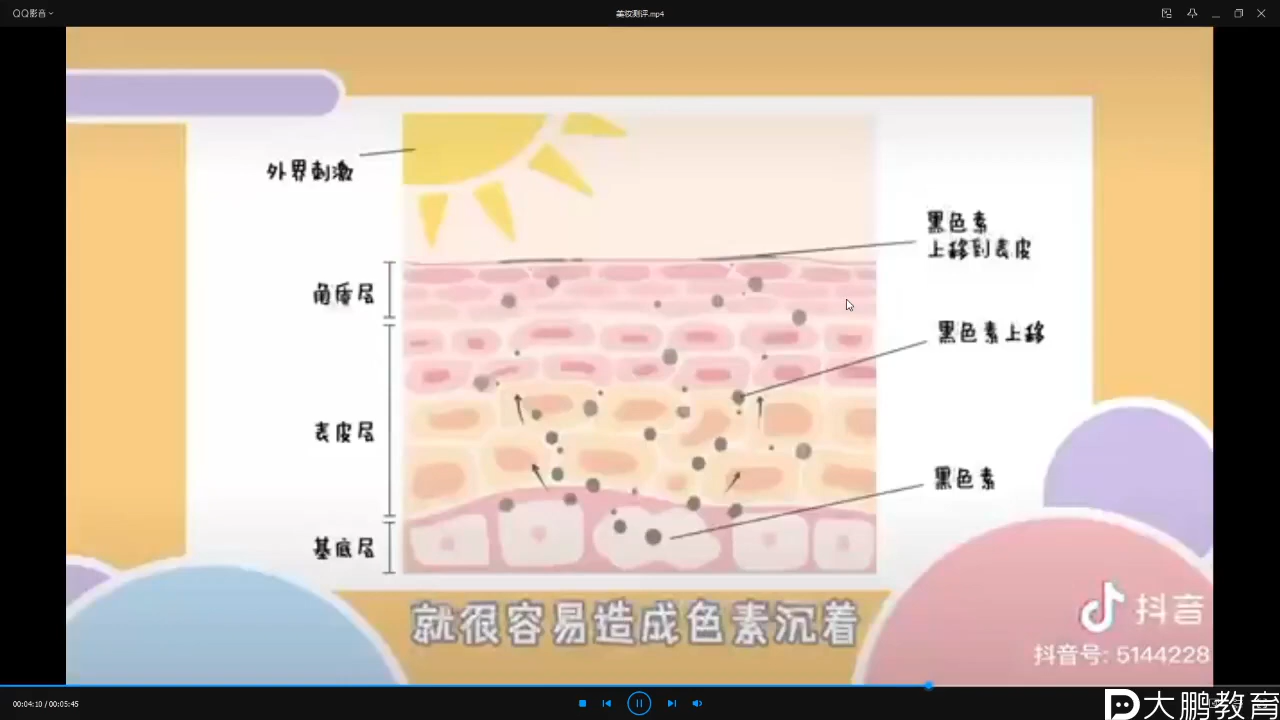 QQ影音
美妆测评.mp4
外界刺激
黑色素
上移到表皮
角质层
黑色素上移
表皮层
黑色素
基底层
就很容易造成色素沉着
抖音
抖音号: 5144228
00:04:10 / 00:05:45
大鹏教育